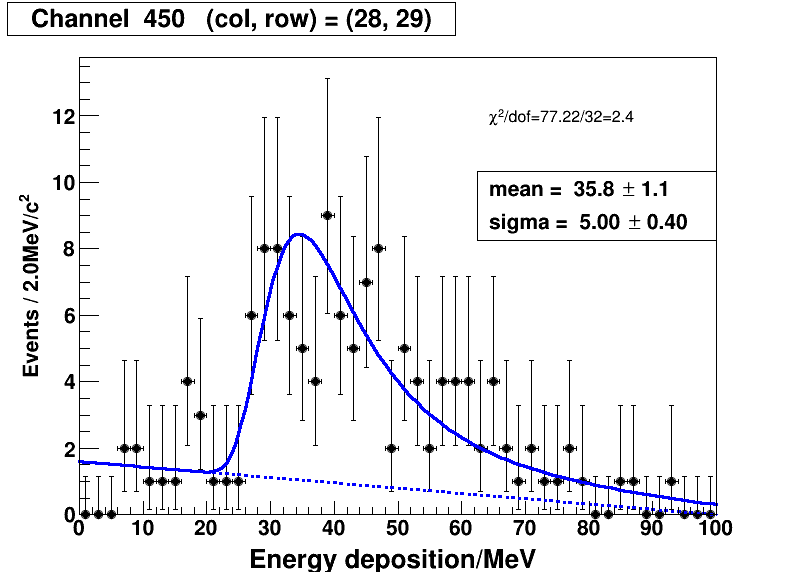 Channel 450 (col, row) = (28, 29)
χ²/dof=77.22/32=2.4
mean = 35.8 ± 1.1
sigma = 5.00 ± 0.40
Events / 2.0MeV/c²
12
10
8
6
4
2
0
0 10 20 30 40 50 60 70 80 90 100
Energy deposition/MeV